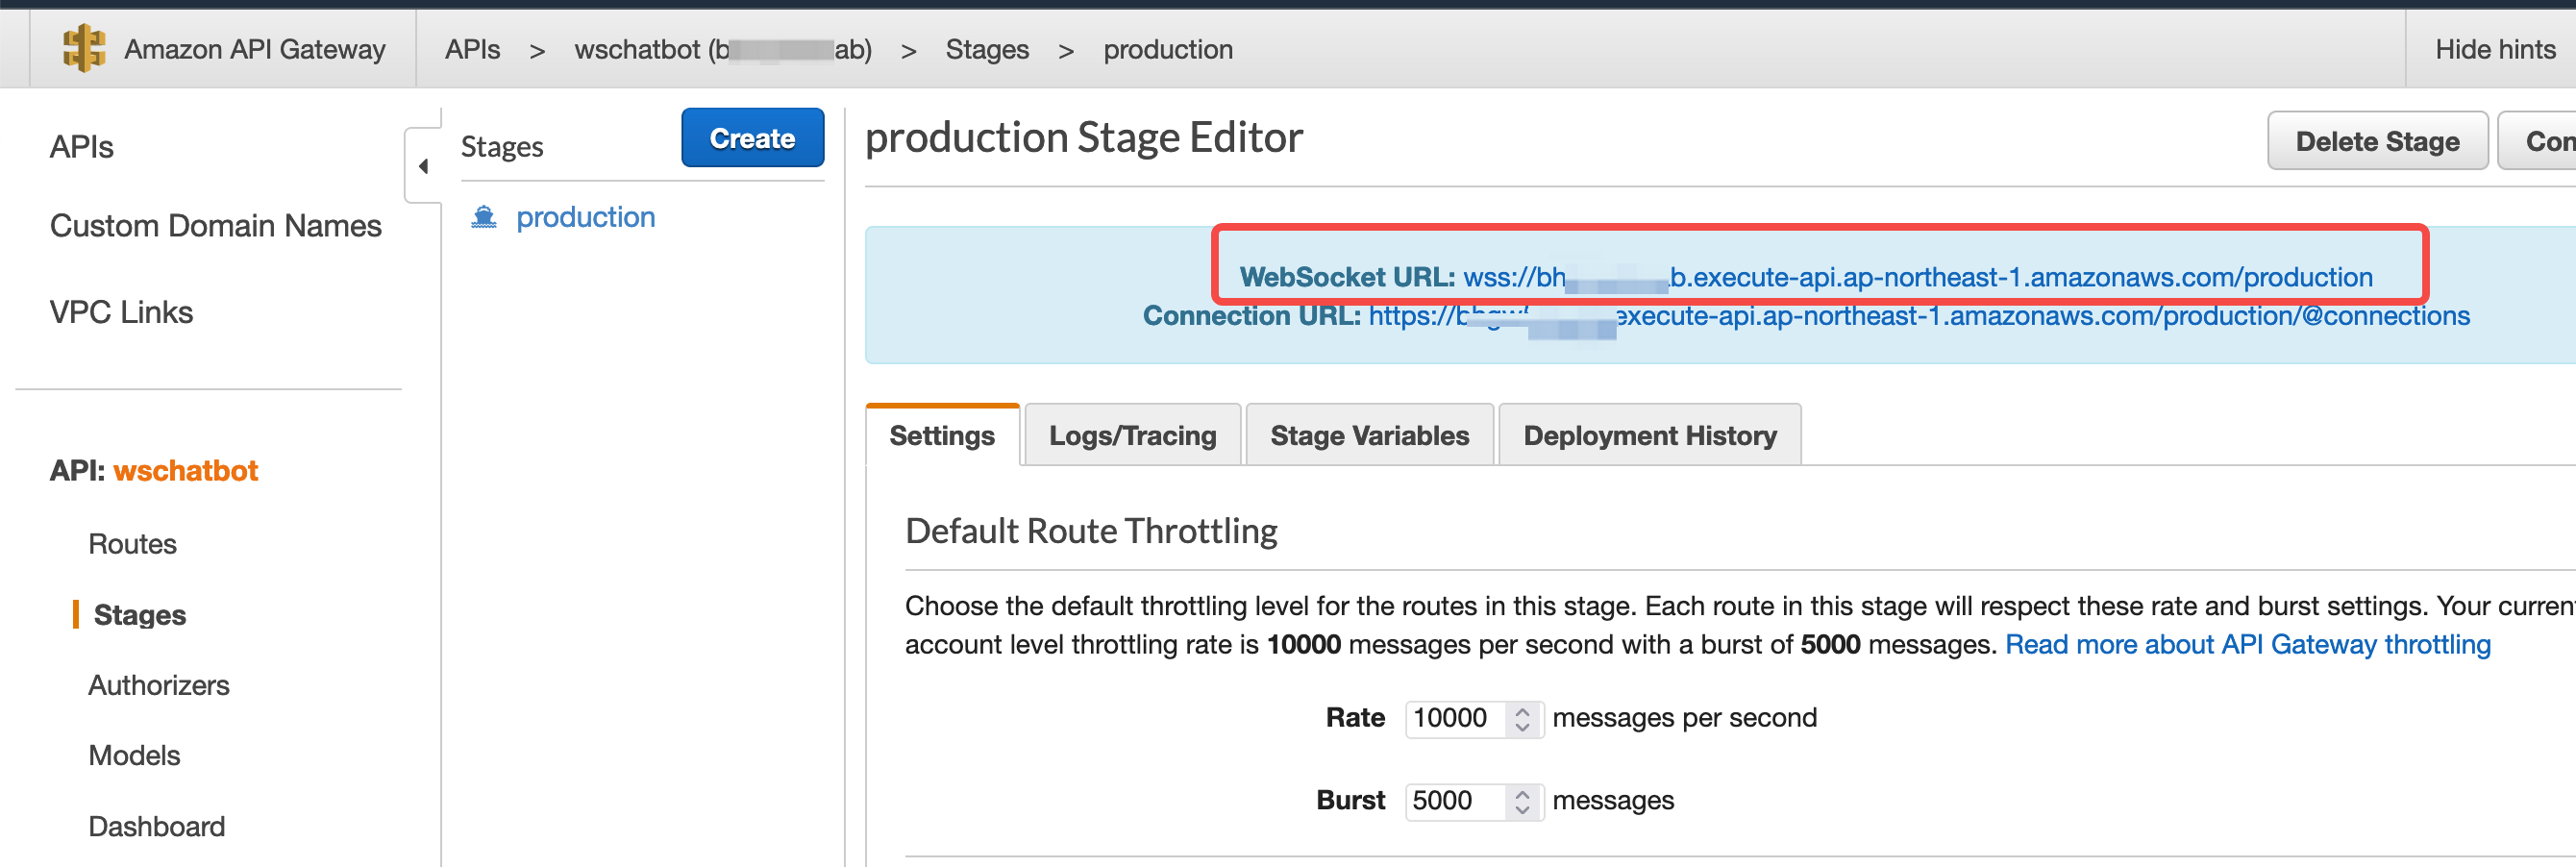 Amazon API Gateway
APIs > wschatbot (b ab) > Stages > production
Hide hints
APIs
Custom Domain Names
VPC Links
API: wschatbot
Routes
Stages
Authorizers
Models
Dashboard
Stages
Create
production
production Stage Editor
Delete Stage
WebSocket URL: wss://bh b.execute-api.ap-northeast-1.amazonaws.com/production
Connection URL: https:// execute-api.ap-northeast-1.amazonaws.com/production/@connections
Settings
Logs/Tracing
Stage Variables
Deployment History
Default Route Throttling
Choose the default throttling level for the routes in this stage. Each route in this stage will respect these rate and burst settings. Your current
account level throttling rate is 10000 messages per second with a burst of 5000 messages. Read more about API Gateway throttling
Rate 10000 messages per second
Burst 5000 messages